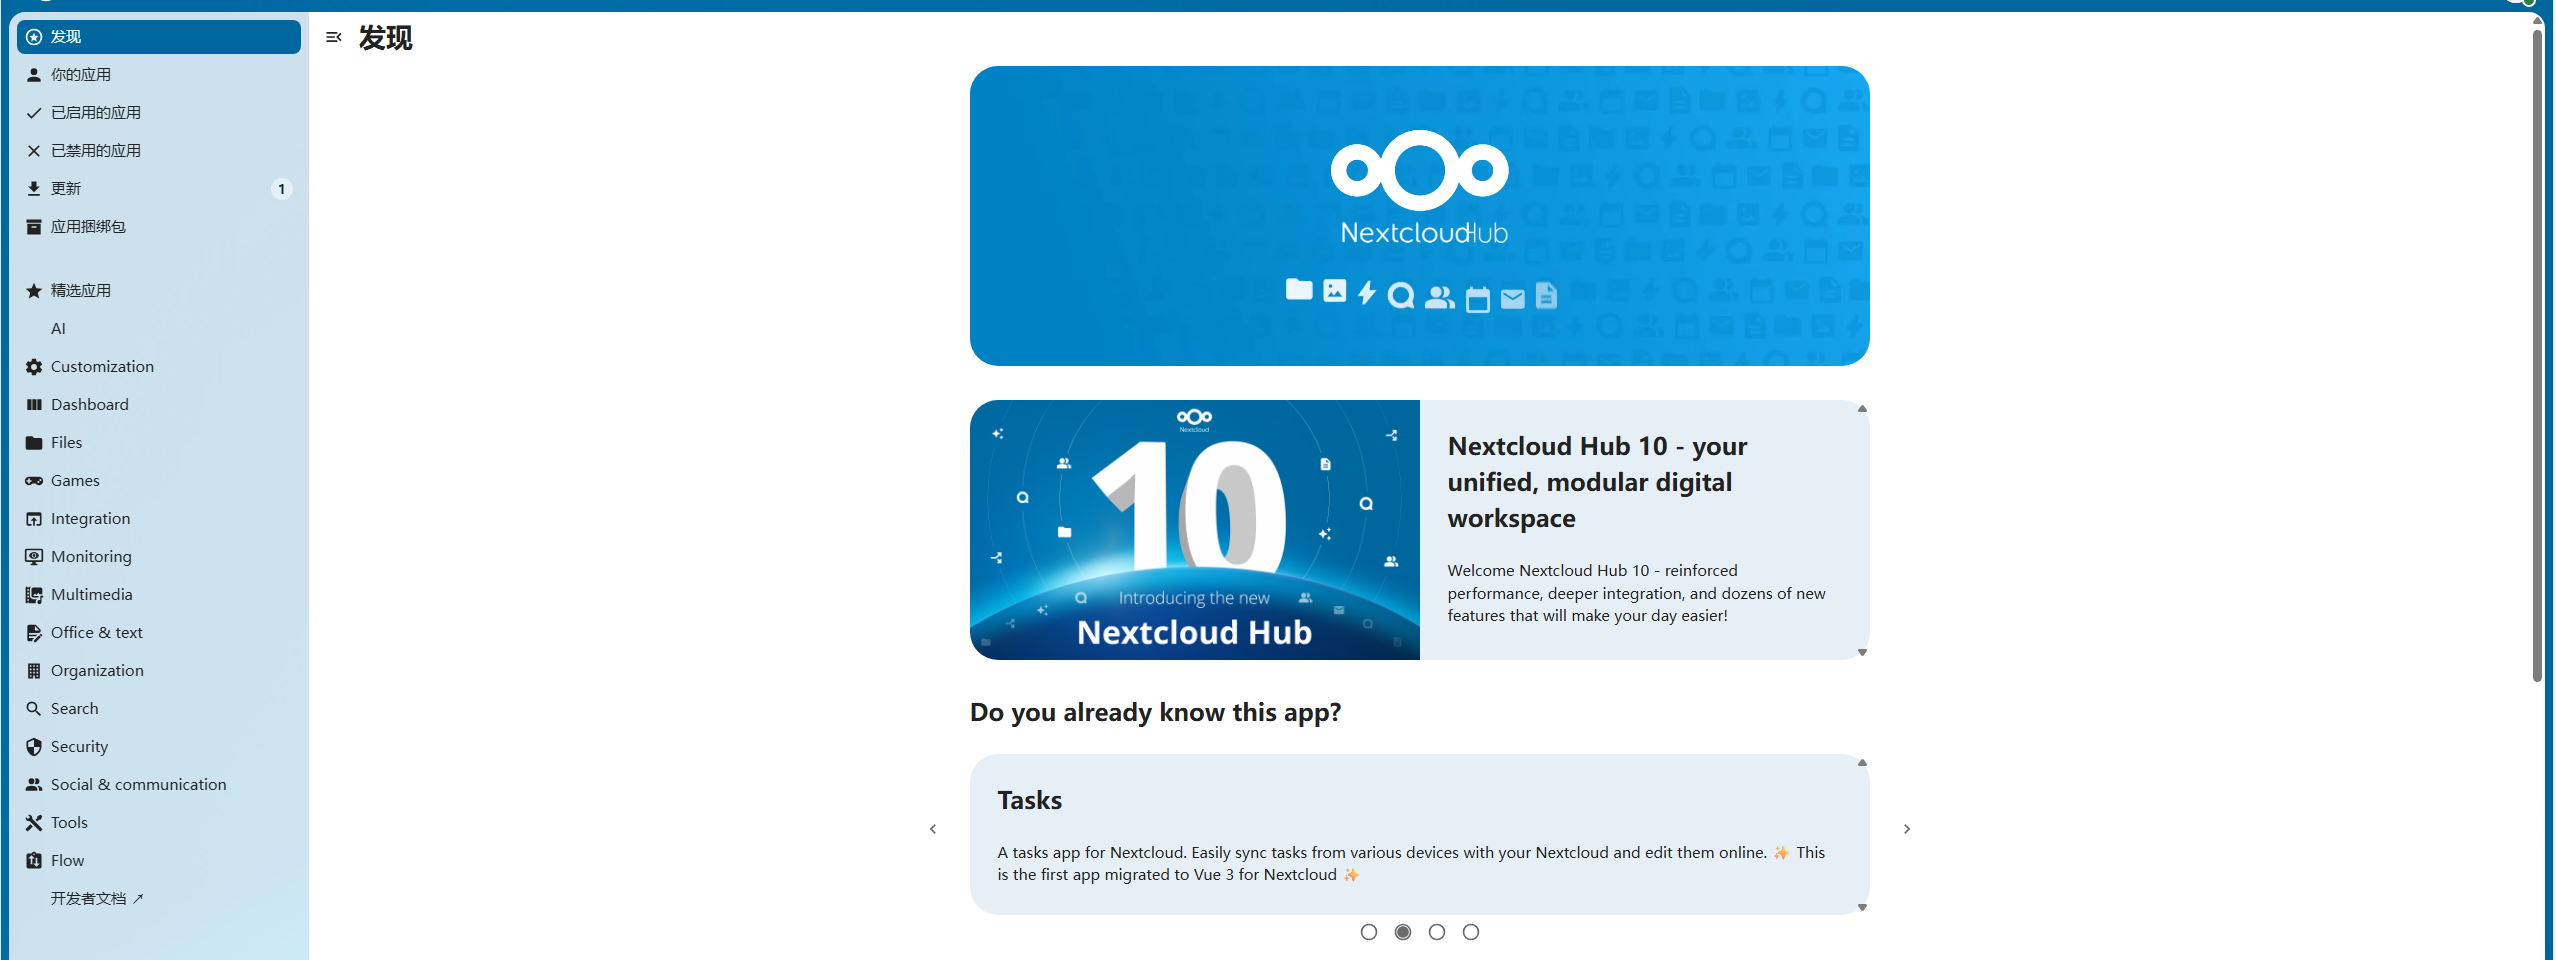 发现
你的应用
已启用的应用
已禁用的应用
更新 1
应用捆绑包
精选应用
AI
Customization
Dashboard
Files
Games
Integration
Monitoring
Multimedia
Office & text
Organization
Search
Security
Social & communication
Tools
Flow
开发者文档 ↗
发现
NextcloudHub
Nextcloud
10
Introducing the new
Nextcloud Hub
Nextcloud Hub 10 - your
unified, modular digital
workspace
Welcome Nextcloud Hub 10 - reinforced
performance, deeper integration, and dozens of new
features that will make your day easier!
Do you already know this app?
Tasks
A tasks app for Nextcloud. Easily sync tasks from various devices with your Nextcloud and edit them online. ✨ This
is the first app migrated to Vue 3 for Nextcloud ✨